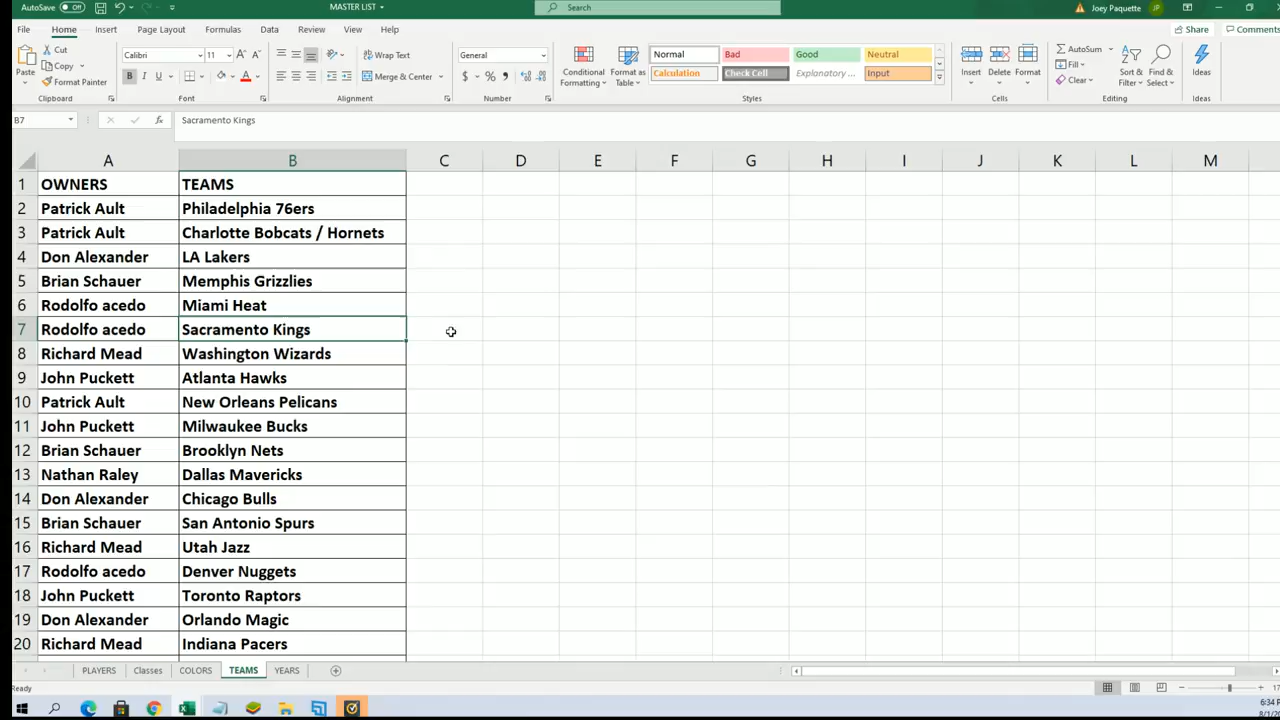 AutoSave Off MASTER LIST Search Joey Paquette JP
File Home Insert Page Layout Formulas Data Review View Help Share Comments
Paste Cut Copy Format Painter Calibri 11 Wrap Text General Conditional Formatting Format as Table Normal Bad Good Neutral Insert Delete Format AutoSum Sort & Filter Find & Select Ideas
B I U Merge & Center $ % , Calculation Check Cell Explanatory ... Input Fill Clear
Clipboard Font Alignment Number Styles Cells Editing Ideas
B7 fx Sacramento Kings
A B C D E F G H I J K L M
1 OWNERS TEAMS
2 Patrick Ault Philadelphia 76ers
3 Patrick Ault Charlotte Bobcats / Hornets
4 Don Alexander LA Lakers
5 Brian Schauer Memphis Grizzlies
6 Rodolfo acedo Miami Heat
7 Rodolfo acedo Sacramento Kings
8 Richard Mead Washington Wizards
9 John Puckett Atlanta Hawks
10 Patrick Ault New Orleans Pelicans
11 John Puckett Milwaukee Bucks
12 Brian Schauer Brooklyn Nets
13 Nathan Raley Dallas Mavericks
14 Don Alexander Chicago Bulls
15 Brian Schauer San Antonio Spurs
16 Richard Mead Utah Jazz
17 Rodolfo acedo Denver Nuggets
18 John Puckett Toronto Raptors
19 Don Alexander Orlando Magic
20 Richard Mead Indiana Pacers
PLAYERS Classes COLORS TEAMS YEARS
Ready
6:34 P